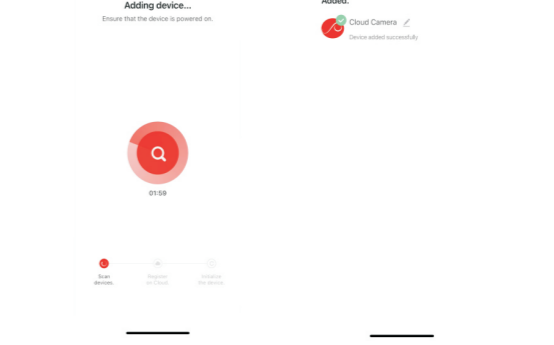 Adding device...
Ensure that the device is powered on.
01:59
Scan
devices.
Register
on Cloud
Initialize
the device
Added.
Cloud Camera
Device added successfully